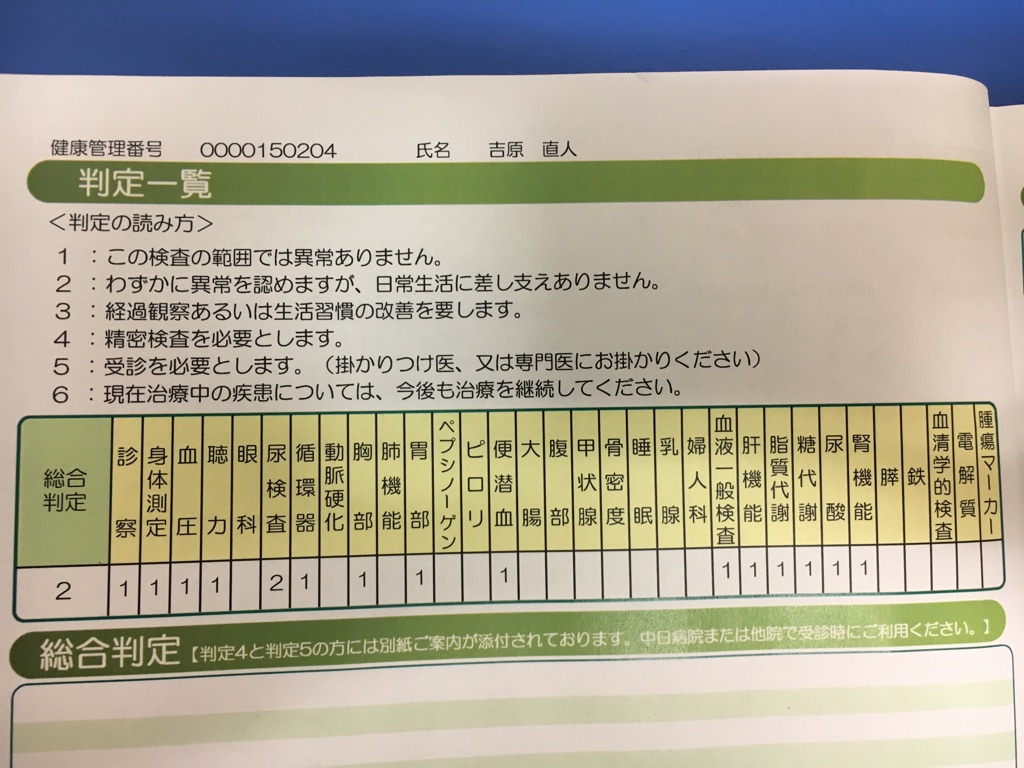 健康管理番号 0000150204 氏名 吉原 直人
判定一覧
＜判定の読み方＞
1 ：この検査の範囲では異常ありません。
2 ：わずかに異常を認めますが、日常生活に差し支えありません。
3 ：経過観察あるいは生活習慣の改善を要します。
4 ：精密検査を必要とします。
5 ：受診を必要とします。（掛かりつけ医、又は専門医にお掛かりください）
6 ：現在治療中の疾患については、今後も治療を継続してください。
総合判定 診察 身体測定 血圧 聴力 眼科 尿検査 循環器 動脈硬化 胸部 肺機能 胃部 ペプシノーゲン ピロリ 便潜血 大腸 腹部 甲状腺 骨密度 睡眠 乳腺 婦人科 血液一般検査 肝機能 脂質代謝 糖代謝 尿酸 腎機能 膵 鉄 血清学的検査 電解質 腫瘍マーカー
2 1 1 1 1 2 1 1 1 1 1 1 1 1 1 1
総合判定【判定4と判定5の方には別紙ご案内が添付されております。中日病院または他院で受診時にご利用ください。】